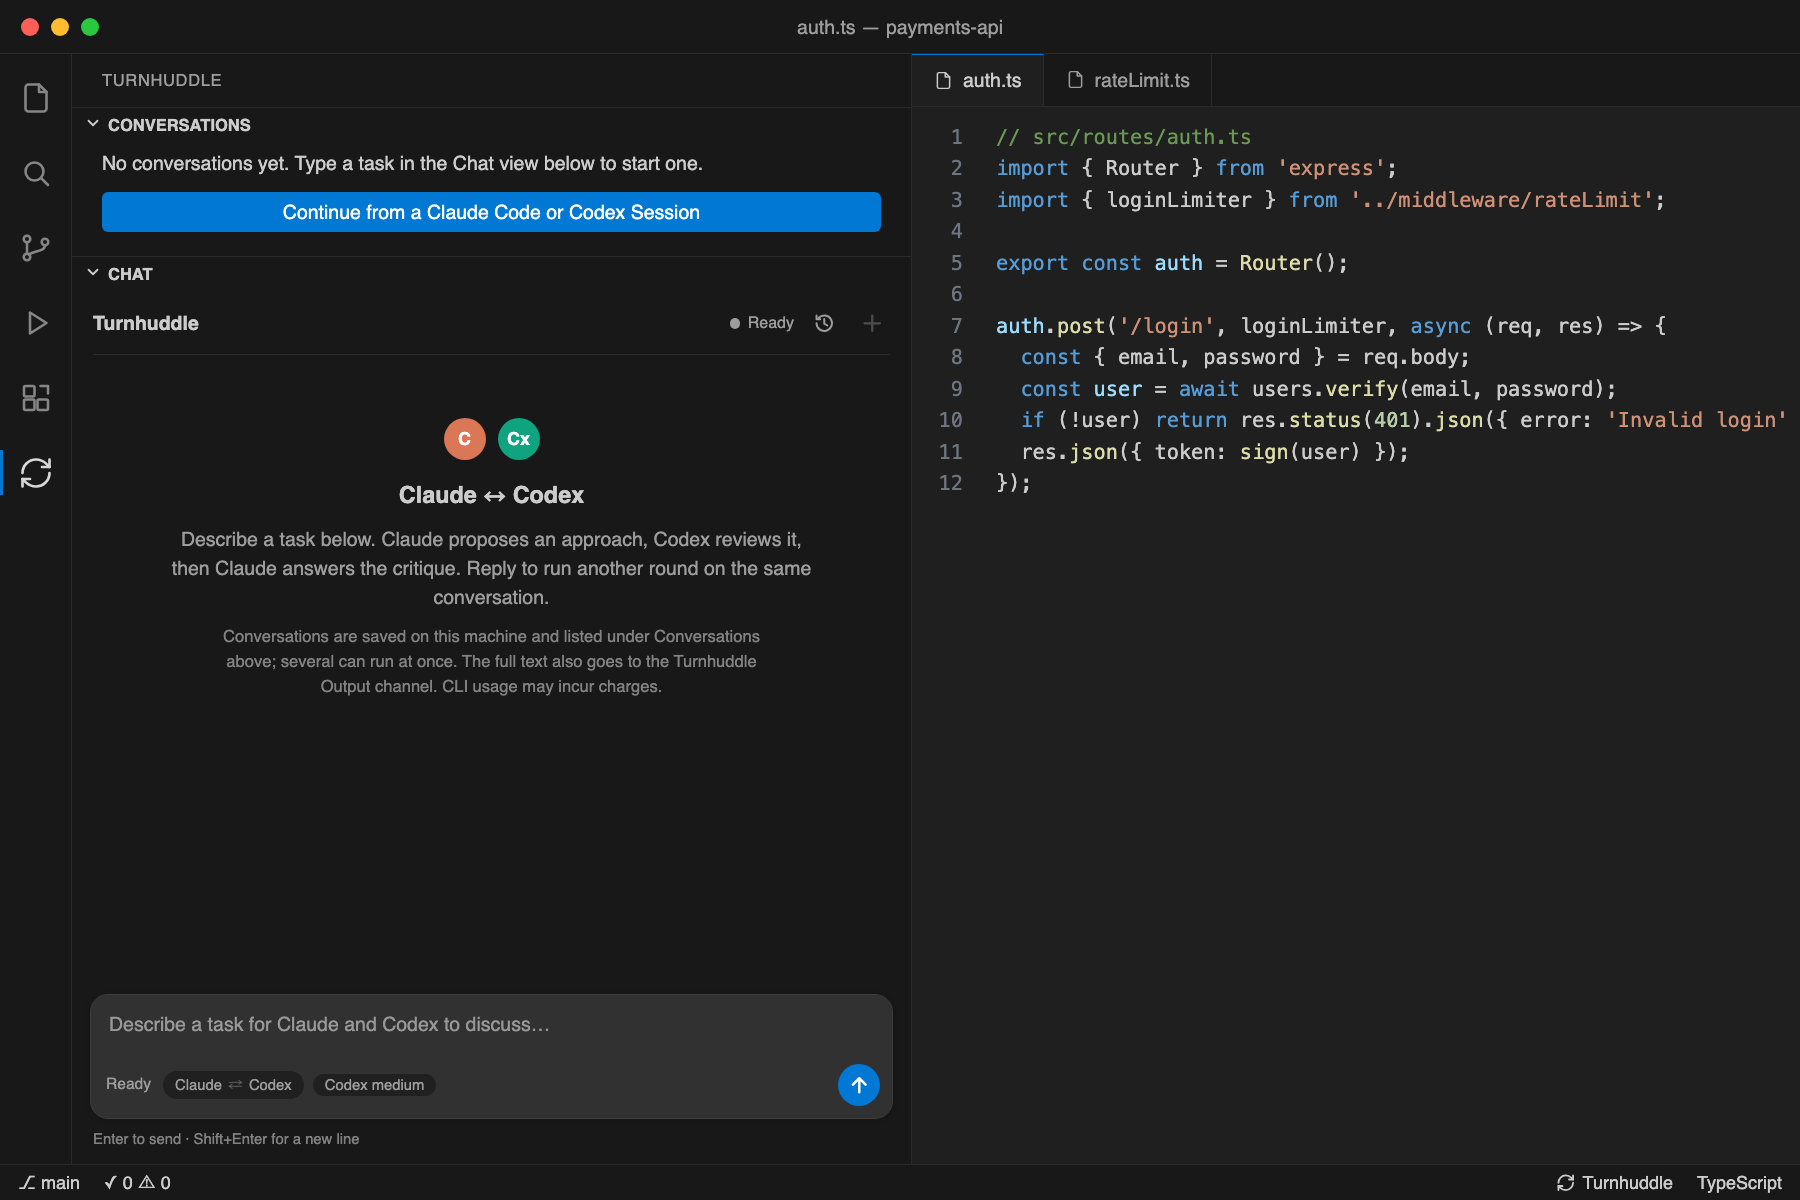 auth.ts — payments-api
TURNHUDDLE
CONVERSATIONS
No conversations yet. Type a task in the Chat view below to start one.
Continue from a Claude Code or Codex Session
CHAT
Turnhuddle
Ready
C
Cx
Claude ↔ Codex
Describe a task below. Claude proposes an approach, Codex reviews it,
then Claude answers the critique. Reply to run another round on the same
conversation.
Conversations are saved on this machine and listed under Conversations
above; several can run at once. The full text also goes to the Turnhuddle
Output channel. CLI usage may incur charges.
Describe a task for Claude and Codex to discuss…
Ready
Claude ⇄ Codex
Codex medium
Enter to send · Shift+Enter for a new line
auth.ts
rateLimit.ts
1 // src/routes/auth.ts
2 import { Router } from 'express';
3 import { loginLimiter } from '../middleware/rateLimit';
4
5 export const auth = Router();
6
7 auth.post('/login', loginLimiter, async (req, res) => {
8   const { email, password } = req.body;
9   const user = await users.verify(email, password);
10   if (!user) return res.status(401).json({ error: 'Invalid login'
11   res.json({ token: sign(user) });
12 });
main
✓ 0 ⚠ 0
Turnhuddle
TypeScript